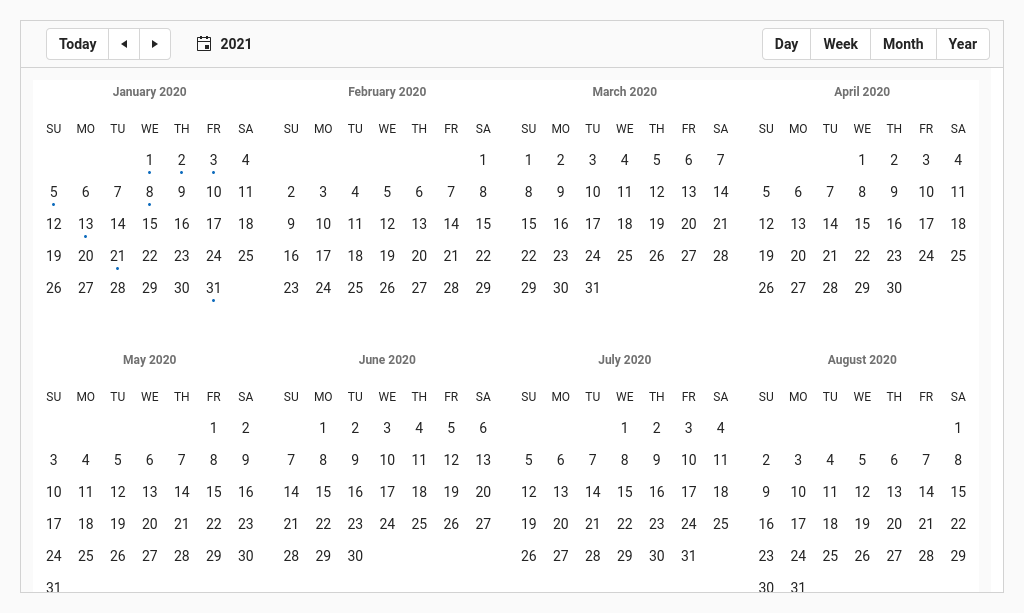 Today 2021 Day Week Month Year
January 2020 February 2020 March 2020 April 2020
SU MO TU WE TH FR SA SU MO TU WE TH FR SA SU MO TU WE TH FR SA SU MO TU WE TH FR SA
1 2 3 4 1 1 2 3 4 5 6 7 1 2 3 4
5 6 7 8 9 10 11 2 3 4 5 6 7 8 8 9 10 11 12 13 14 5 6 7 8 9 10 11
12 13 14 15 16 17 18 9 10 11 12 13 14 15 15 16 17 18 19 20 21 12 13 14 15 16 17 18
19 20 21 22 23 24 25 16 17 18 19 20 21 22 22 23 24 25 26 27 28 19 20 21 22 23 24 25
26 27 28 29 30 31 23 24 25 26 27 28 29 29 30 31 26 27 28 29 30
May 2020 June 2020 July 2020 August 2020
SU MO TU WE TH FR SA SU MO TU WE TH FR SA SU MO TU WE TH FR SA SU MO TU WE TH FR SA
1 2 1 2 3 4 5 6 1 2 3 4 1
3 4 5 6 7 8 9 7 8 9 10 11 12 13 5 6 7 8 9 10 11 2 3 4 5 6 7 8
10 11 12 13 14 15 16 14 15 16 17 18 19 20 12 13 14 15 16 17 18 9 10 11 12 13 14 15
17 18 19 20 21 22 23 21 22 23 24 25 26 27 19 20 21 22 23 24 25 16 17 18 19 20 21 22
24 25 26 27 28 29 30 28 29 30 26 27 28 29 30 31 23 24 25 26 27 28 29
31 30 31